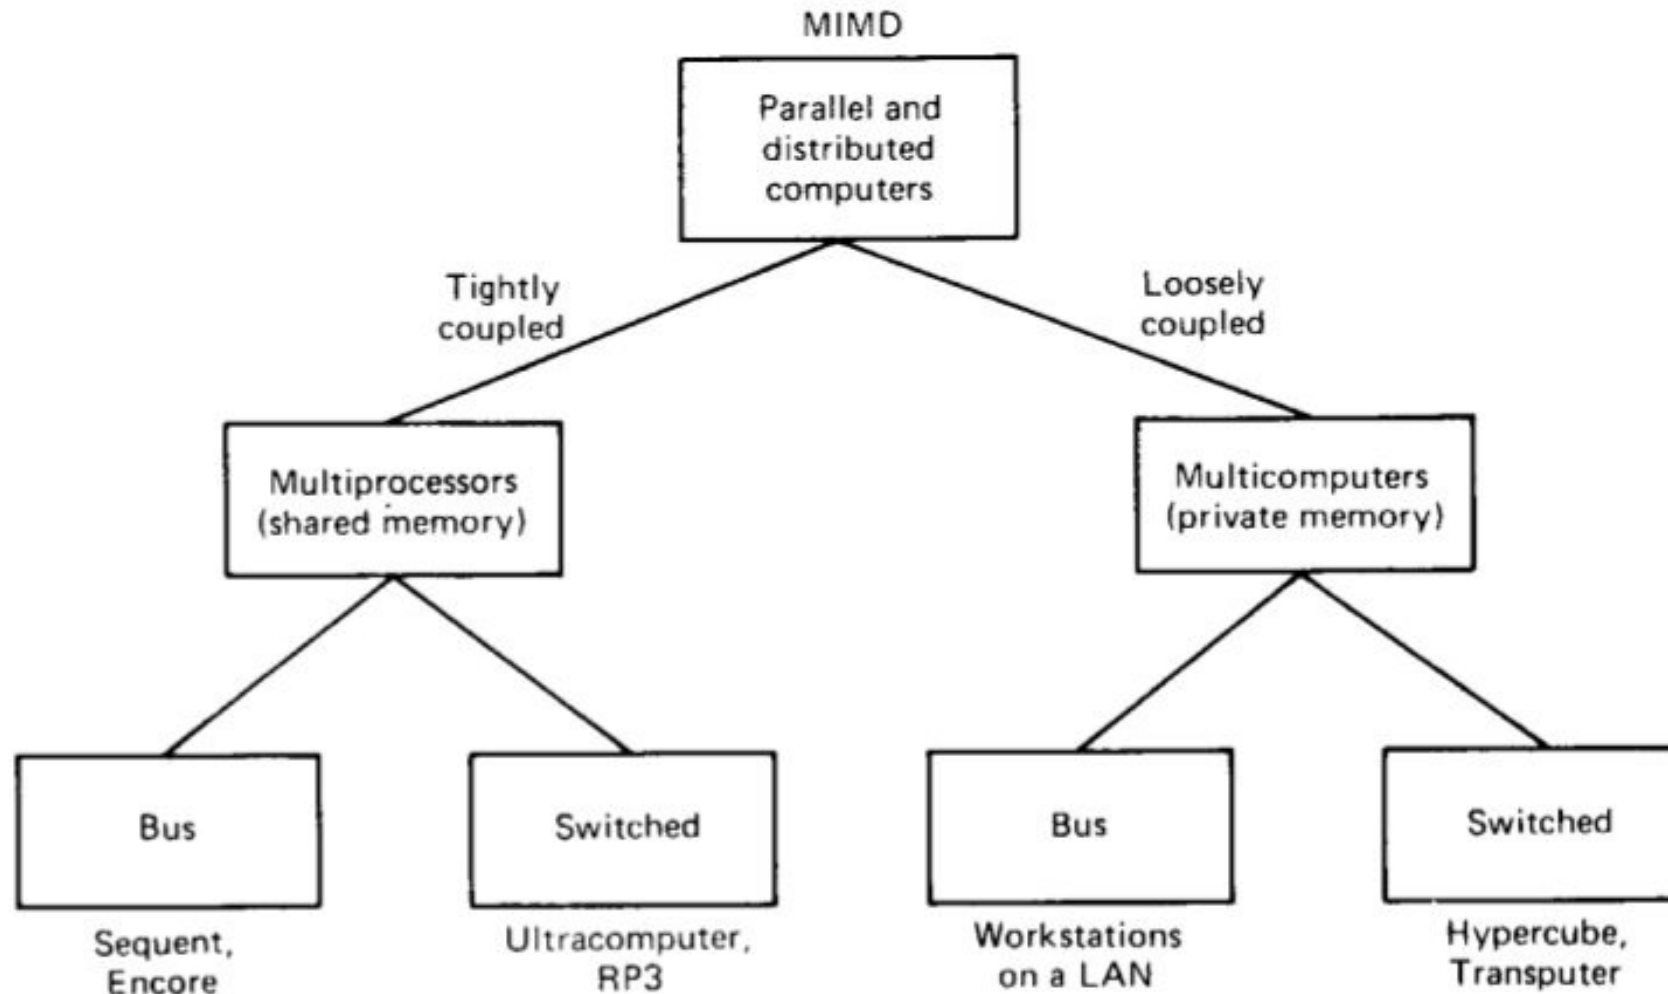 MIMD
Parallel and
distributed
computers
Tightly
coupled
Loosely
coupled
Multiprocessors
(shared memory)
Multicomputers
(private memory)
Bus
Switched
Bus
Switched
Sequent,
Encore
Ultracomputer,
RP3
Workstations
on a LAN
Hypercube,
Transputer